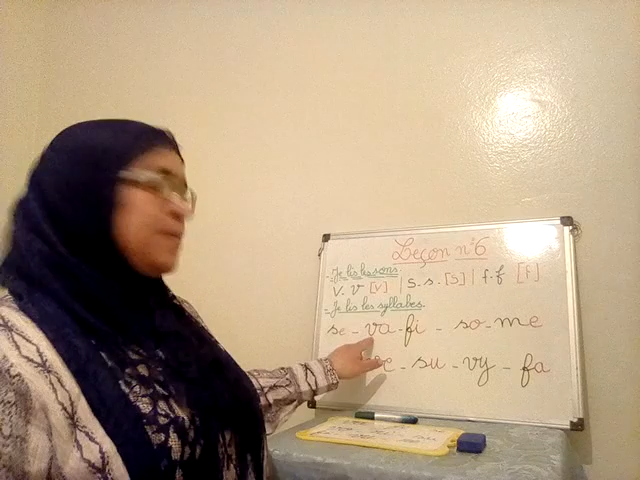 Leçon n°6
- Je lis les sons.
v. v [v] | s. s. [s] | f. f [f]
- Je lis les syllabes.
se - va - fi - so - me
su - vy - fa